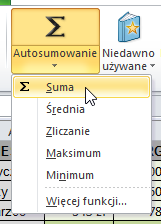 Σ
Autosumowanie
Niedawno
używane
Σ Suma
Średnia
Zliczanie
Maksimum
Minimum
Więcej funkcji...